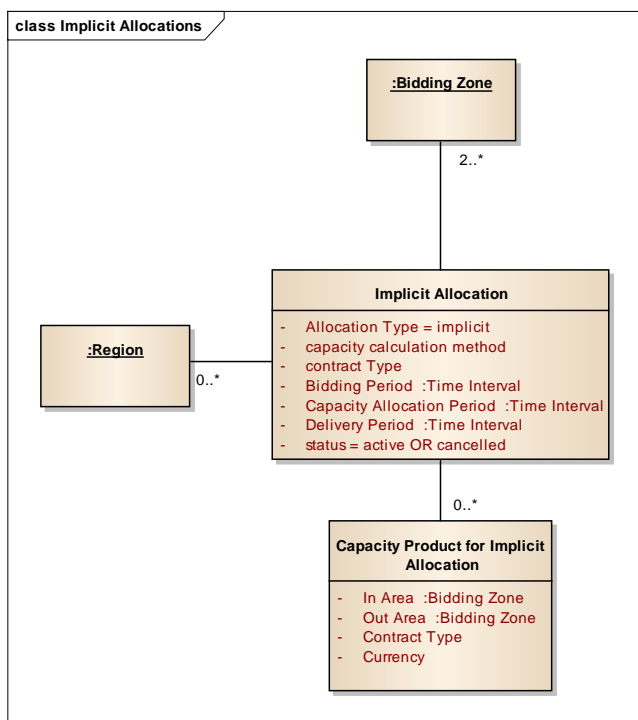 class Implicit Allocations
:Bidding Zone
2..*
Implicit Allocation
- Allocation Type = implicit
- capacity calculation method
- contract Type
- Bidding Period :Time Interval
- Capacity Allocation Period :Time Interval
- Delivery Period :Time Interval
- status = active OR cancelled
:Region
0..*
0..*
Capacity Product for Implicit
Allocation
- In Area :Bidding Zone
- Out Area :Bidding Zone
- Contract Type
- Currency